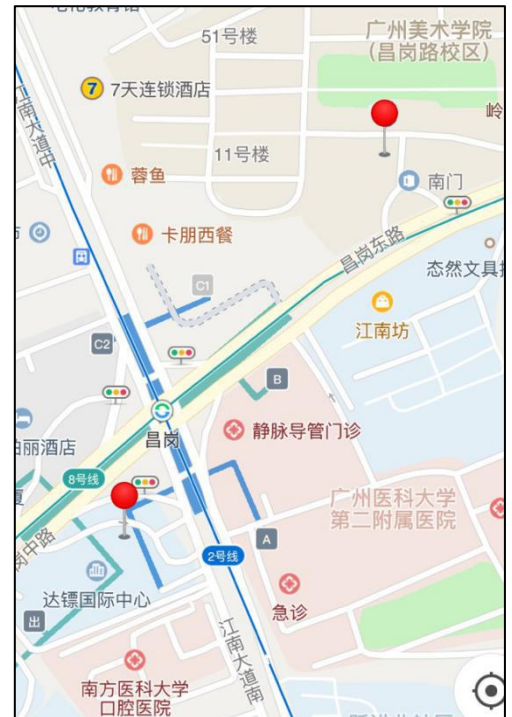 51号楼
广州美术学院
(昌岗路校区)
7
7天连锁酒店
岭
江南大道中
11号楼
蓉鱼
南门
卡朋西餐
昌岗东路
态然文具
C1
江南坊
C2
B
昌岗
静脉导管门诊
丽酒店
8号线
广州医科大学
第二附属医院
岗中路
A
2号线
达镖国际中心
急诊
出
江南大道南
南方医科大学
口腔医院